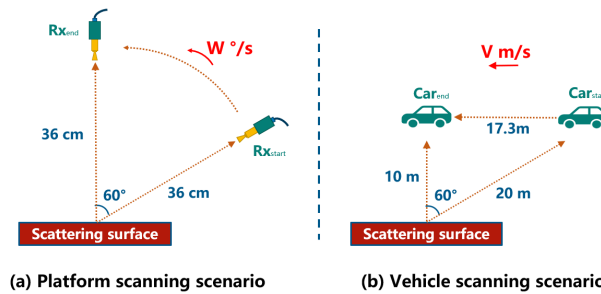 Rxend
W °/s
36 cm
Rxstart
36 cm
60°
Scattering surface
(a) Platform scanning scenario
V m/s
Carend
Carsta
17.3m
10 m
60°
20 m
Scattering surface
(b) Vehicle scanning scenario